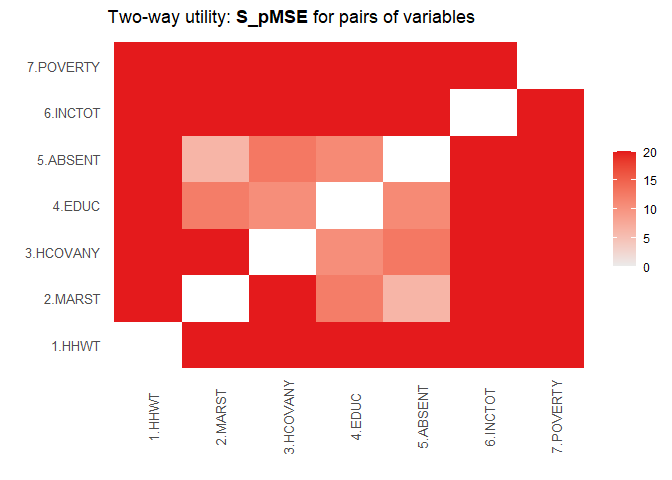 Two-way utility: S_pMSE for pairs of variables
7.POVERTY
6.INCTOT
5.ABSENT
4.EDUC
3.HCOVANY
2.MARST
1.HHWT
20
15
10
5
0
1.HHWT
2.MARST
3.HCOVANY
4.EDUC
5.ABSENT
6.INCTOT
7.POVERTY